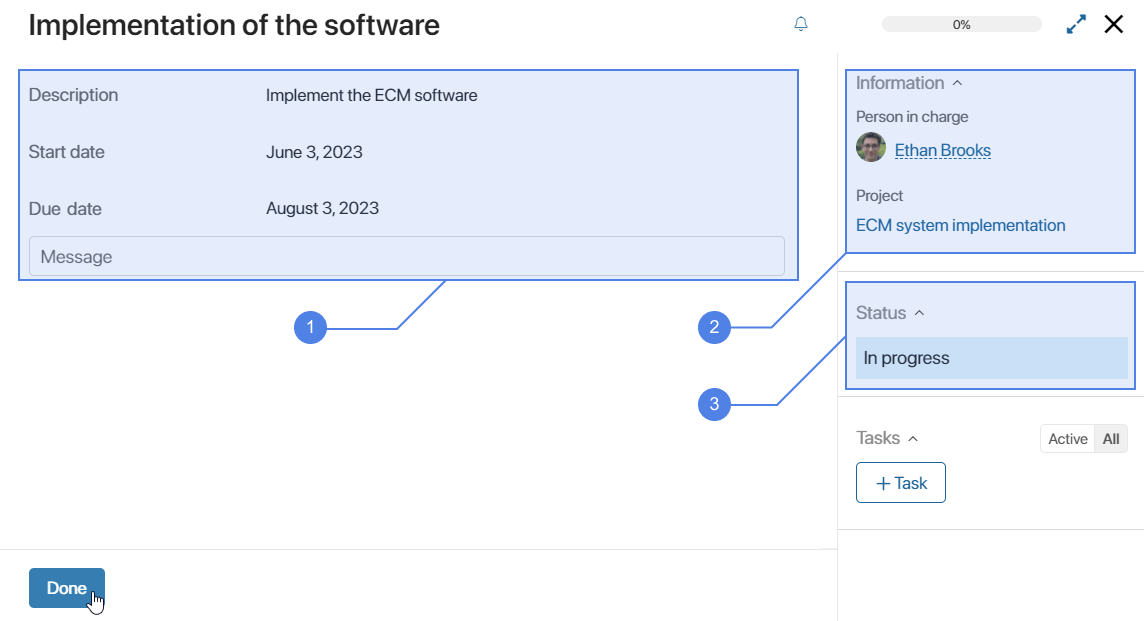 Implementation of the software
0%
Description Implement the ECM software
Start date June 3, 2023
Due date August 3, 2023
Message
1
Information
Person in charge
Ethan Brooks
Project
ECM system implementation
2
Status
In progress
3
Tasks Active All
+ Task
Done